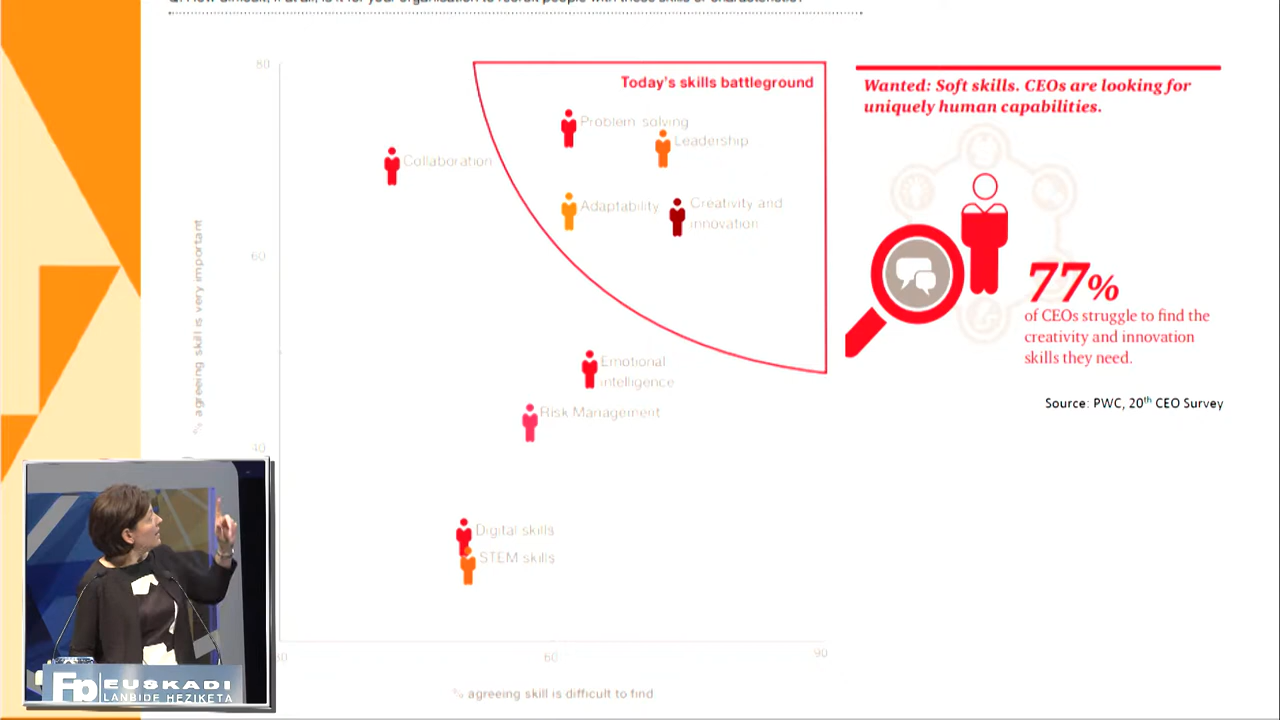 80
Today's skills battleground
Problem solving
Leadership
Collaboration
Adaptability
Creativity and
innovation
% agreeing skill is very important
60
Emotional
intelligence
Risk Management
40
Digital skills
STEM skills
60
90
% agreeing skill is difficult to find
Wanted: Soft skills. CEOs are looking for
uniquely human capabilities.
77%
of CEOs struggle to find the
creativity and innovation
skills they need.
Source: PWC, 20th CEO Survey
Fp EUSKADI
LANBIDE HEZIKETA